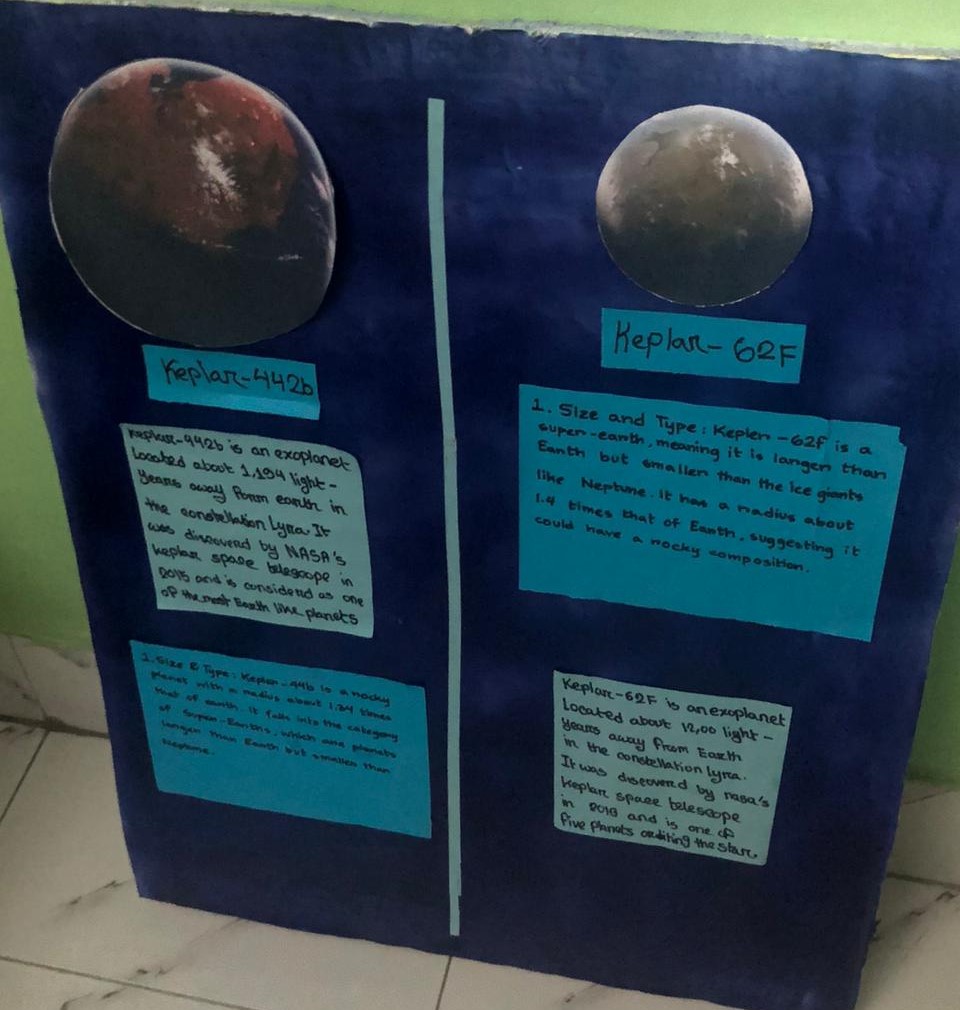 Keplar-442b
Keplar-442b is an exoplanet
Located about 1,194 light-
years away from earth in
the constellation Lyra. It
was discovered by NASA's
keplar space telescope in
2015 and is considerd as one
of the most Earth like planets
1. Size & Type: Kepler-44b is a rocky
planet with a radius about 1.34 times
that of earth. It falls into the category
of Super-Earths, which are planets
larger than Earth but smaller than
Neptune.
Keplar-62F
1. Size and Type: Kepler-62f is a
super-earth, meaning it is larger than
Earth but smaller than the ice giants
like Neptune. It has a radius about
1.4 times that of Earth, suggesting it
could have a rocky composition.
Keplar-62F is an exoplanet
Located about 12,00 light-
years away from Earth
in the constellation lyra.
It was discovered by nasa's
keplar space telescope
in 2013 and is one of
five planets orbiting the star